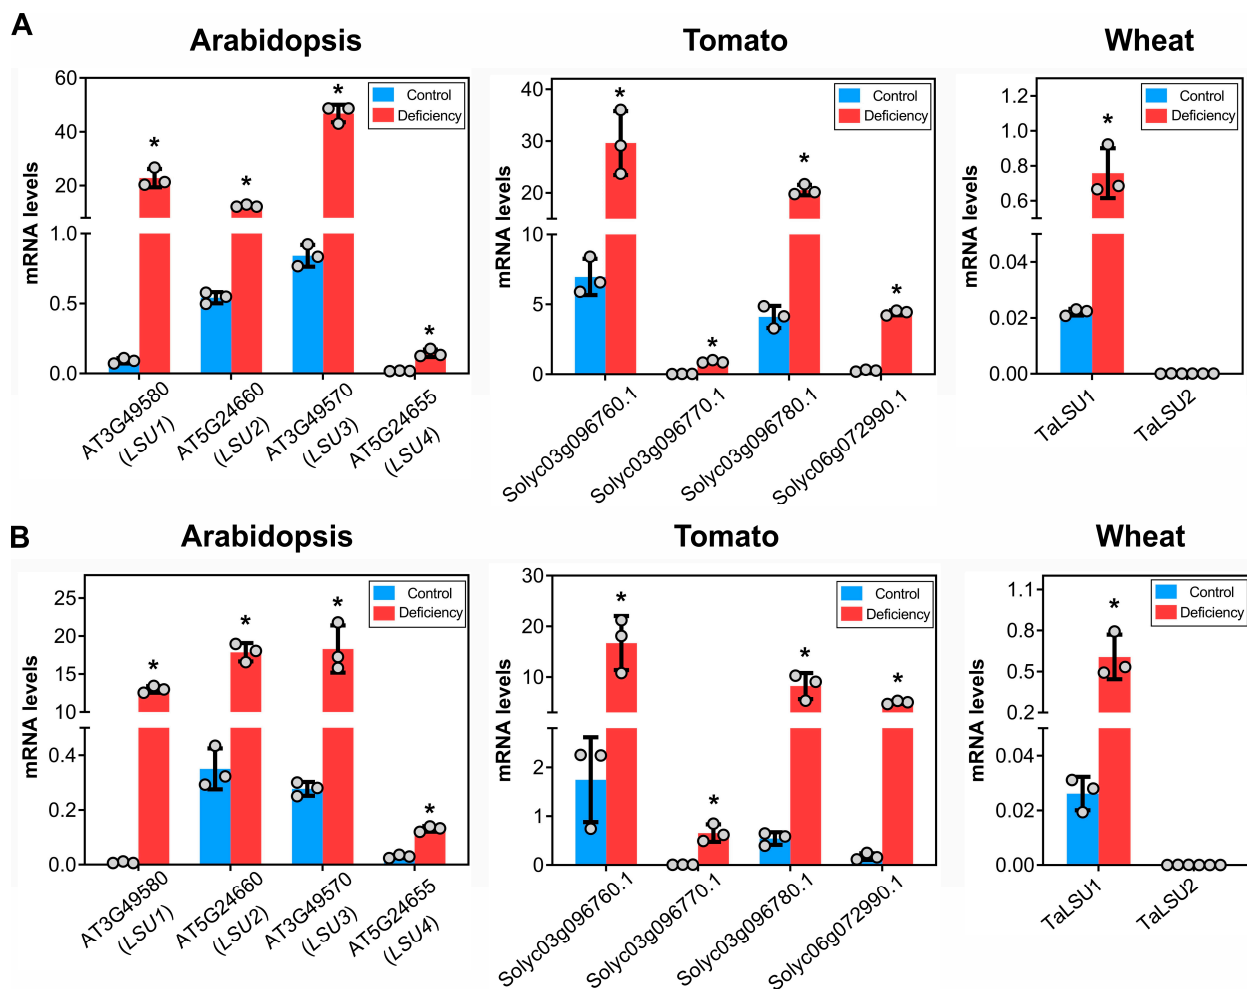 A
Arabidopsis
Tomato
Wheat
mRNA levels
60
40
20
1.0
0.5
0.0
Control
Deficiency
*
*
*
*
AT3G49580
(LSU1)
AT5G24660
(LSU2)
AT3G49570
(LSU3)
AT5G24655
(LSU4)
mRNA levels
40
30
20
10
5
0
Control
Deficiency
*
*
*
*
Solyc03g096760.1
Solyc03g096770.1
Solyc03g096780.1
Solyc06g072990.1
mRNA levels
1.2
1.0
0.8
0.6
0.04
0.02
0.00
Control
Deficiency
*
TaLSU1
TaLSU2
B
Arabidopsis
Tomato
Wheat
mRNA levels
25
20
15
10
0.4
0.2
0.0
Control
Deficiency
*
*
*
*
AT3G49580
(LSU1)
AT5G24660
(LSU2)
AT3G49570
(LSU3)
AT5G24655
(LSU4)
mRNA levels
30
20
10
2
1
0
Control
Deficiency
*
*
*
*
Solyc03g096760.1
Solyc03g096770.1
Solyc03g096780.1
Solyc06g072990.1
mRNA levels
1.1
0.8
0.5
0.2
0.04
0.02
0.00
Control
Deficiency
*
TaLSU1
TaLSU2